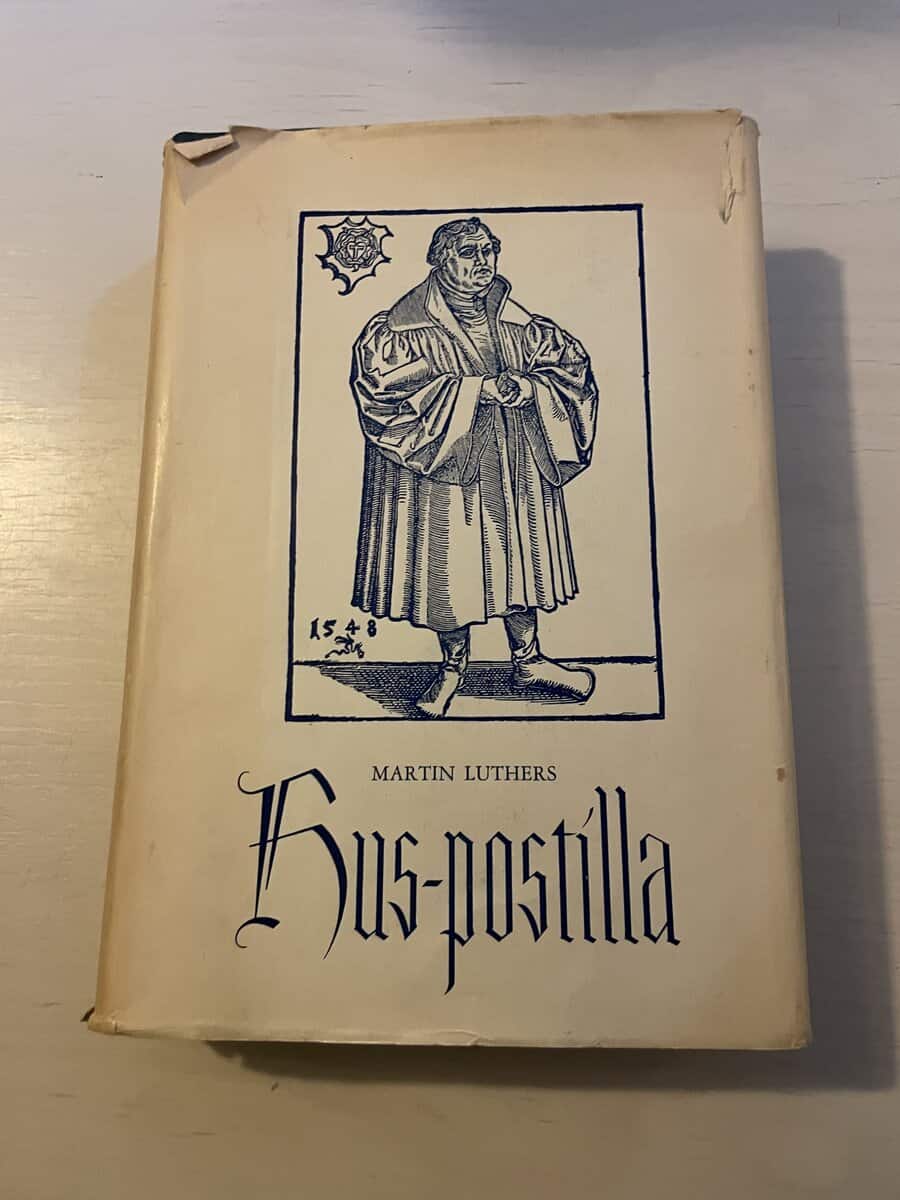 1548
MARTIN LUTHERS
Hus-postilla